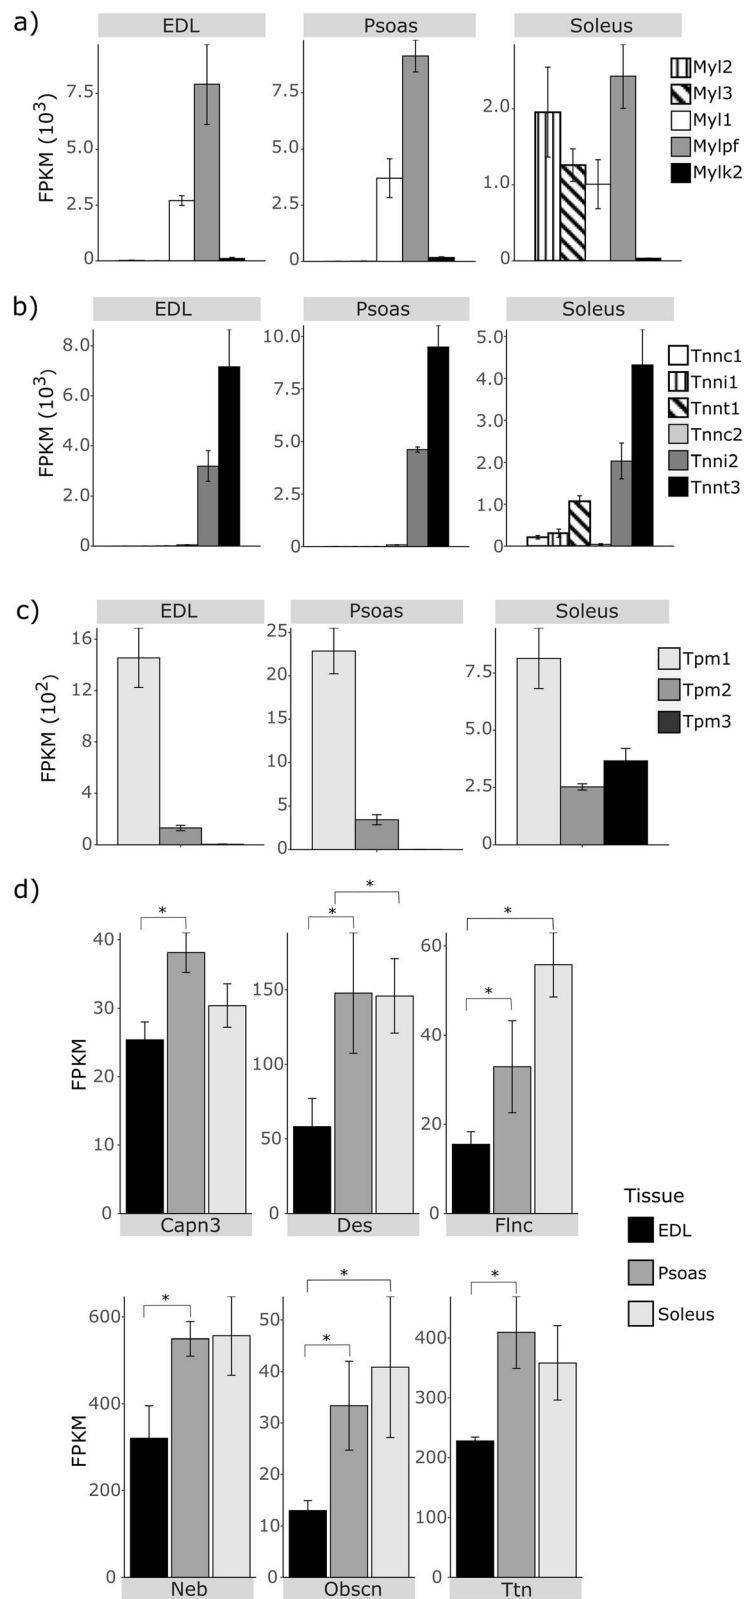 a)
EDL
Psoas
Soleus
FPKM (10³)
7.5
5.0
2.5
0
7.5
5.0
2.5
0
2.0
1.0
0
Myl2
Myl3
Myl1
Mylpf
Mylk2
b)
EDL
Psoas
Soleus
FPKM (10³)
8.0
6.0
4.0
2.0
0
10.0
7.5
5.0
2.5
0
5.0
4.0
3.0
2.0
1.0
0
Tnnc1
Tnni1
Tnnt1
Tnnc2
Tnni2
Tnnt3
c)
EDL
Psoas
Soleus
FPKM (10²)
16
12
8
4
0
25
20
15
10
5
0
7.5
5.0
2.5
0
Tpm1
Tpm2
Tpm3
d)
FPKM
*
40
30
20
10
0
Capn3
* *
150
100
50
0
Des
*
*
60
40
20
0
Flnc
Tissue
EDL
Psoas
Soleus
FPKM
*
600
400
200
0
Neb
*
*
50
40
30
20
10
0
Obscn
*
400
300
200
100
0
Ttn